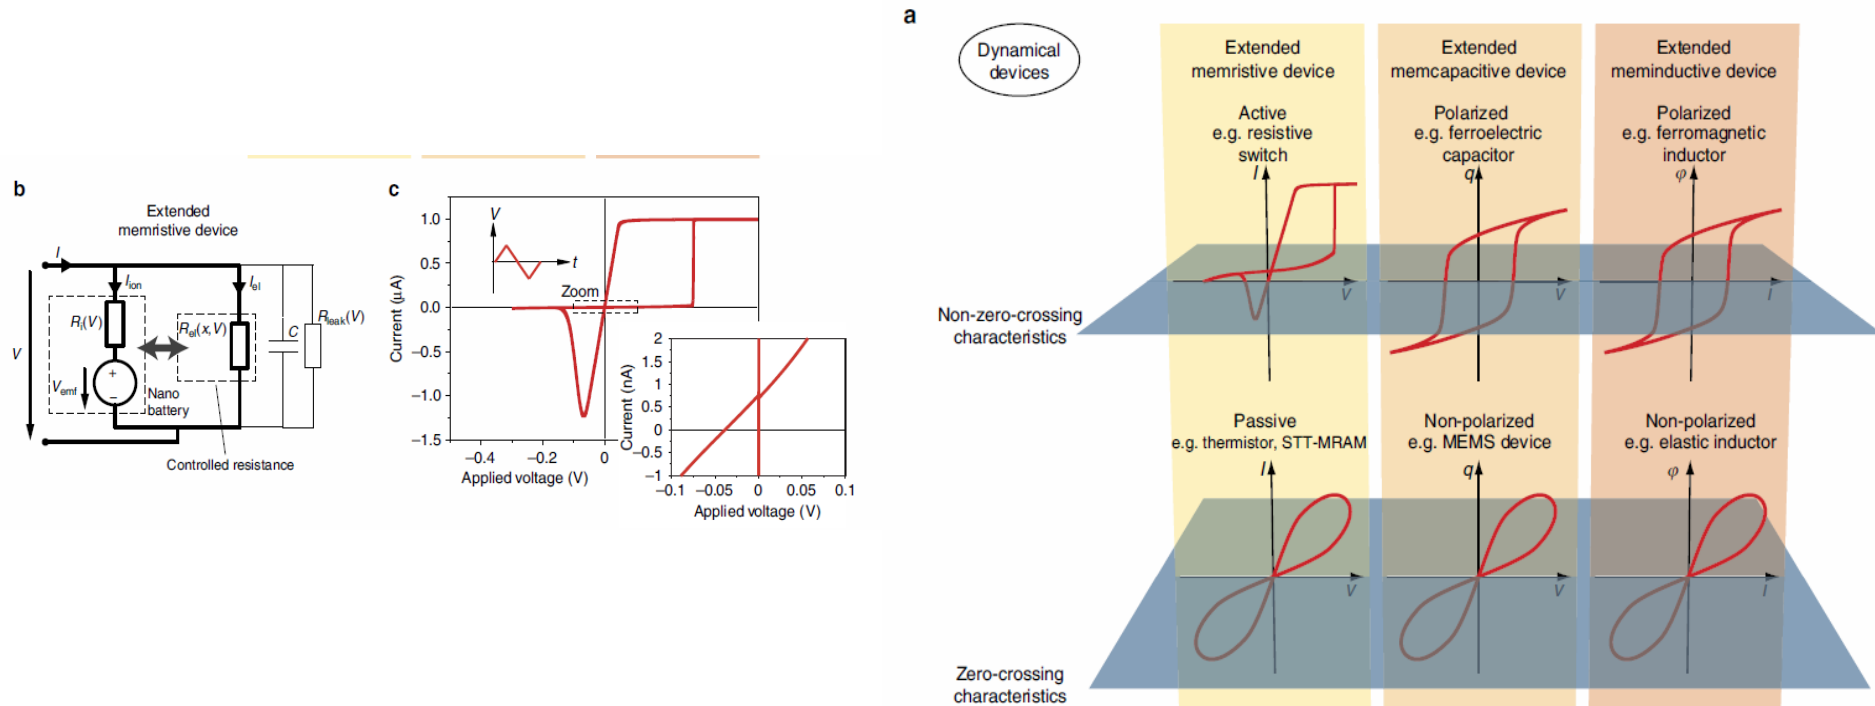 b
Extended
memristive device
I
Iion
Iel
Ri(V)
Rel(x,V)
C
Rleak(V)
V
Vemf
+
−
Nano
battery
Controlled resistance
c
1.0
0.5
0.0
−0.5
−1.0
−1.5
Current (μA)
−0.4
−0.2
0
Applied voltage (V)
V
t
Zoom
2
1.5
1
0.5
0
−0.5
−1
Current (nA)
−0.1
−0.05
0
0.05
0.1
Applied voltage (V)
a
Dynamical
devices
Extended
memristive device
Extended
memcapacitive device
Extended
meminductive device
Active
e.g. resistive
switch
Polarized
e.g. ferroelectric
capacitor
Polarized
e.g. ferromagnetic
inductor
I
V
q
V
φ
I
Non-zero-crossing
characteristics
Passive
e.g. thermistor, STT-MRAM
Non-polarized
e.g. MEMS device
Non-polarized
e.g. elastic inductor
I
V
q
V
φ
I
Zero-crossing
characteristics